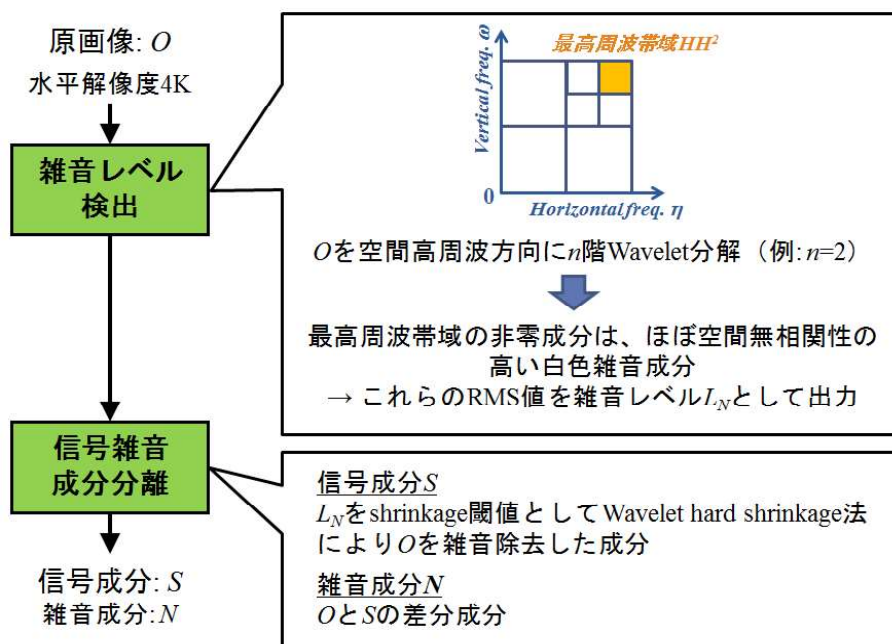 原画像: O
水平解像度4K
雑音レベル
検出
信号雑音
成分分離
信号成分: S
雑音成分: N
最高周波帯域HH²
Vertical freq. ω
0
Horizontal freq. η
Oを空間高周波方向にn階Wavelet分解（例: n=2）
最高周波帯域の非零成分は、ほぼ空間無相関性の
高い白色雑音成分
→ これらのRMS値を雑音レベルL_Nとして出力
信号成分S
L_Nをshrinkage閾値としてWavelet hard shrinkage法
によりOを雑音除去した成分
雑音成分N
OとSの差分成分